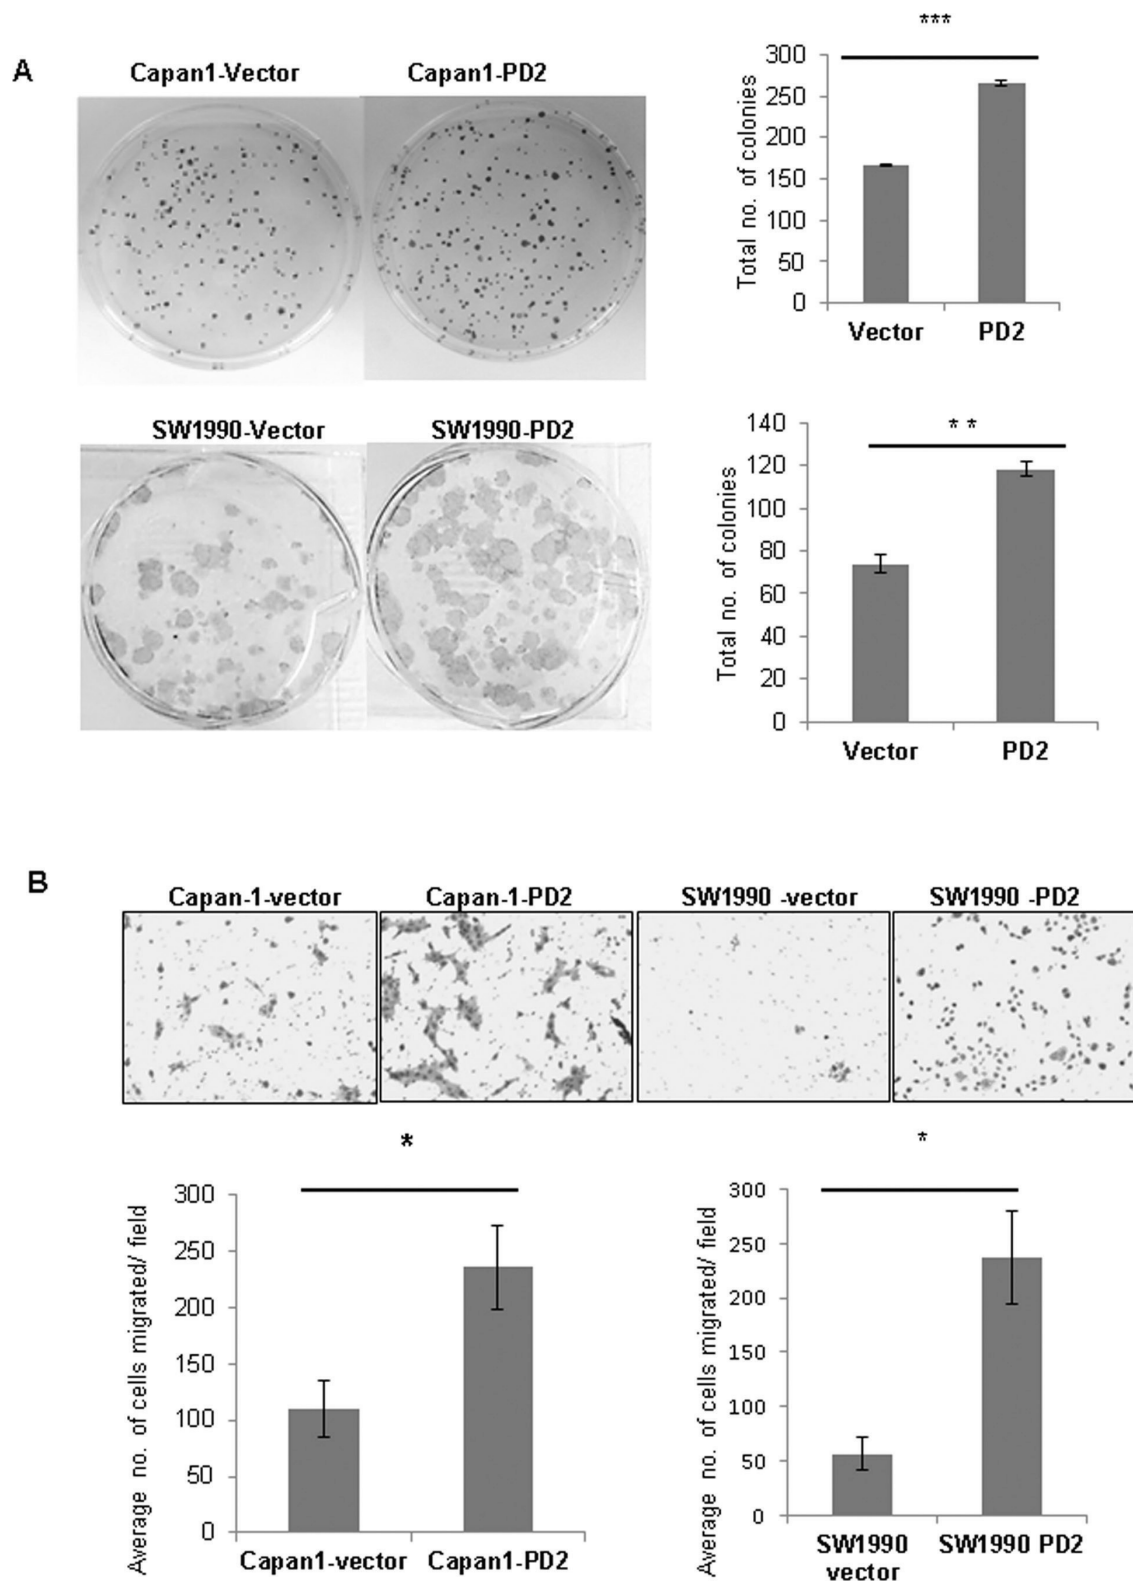 A
Capan1-Vector
Capan1-PD2
***
Total no. of colonies
300
250
200
150
100
50
0
Vector
PD2
SW1990-Vector
SW1990-PD2
* *
Total no. of colonies
140
120
100
80
60
40
20
0
Vector
PD2
B
Capan-1-vector
Capan-1-PD2
SW1990 -vector
SW1990 -PD2
*
Average no. of cells migrated/ field
300
250
200
150
100
50
0
Capan1-vector
Capan1-PD2
*
Average no. of cells migrated/ field
300
250
200
150
100
50
0
SW1990
vector
SW1990 PD2